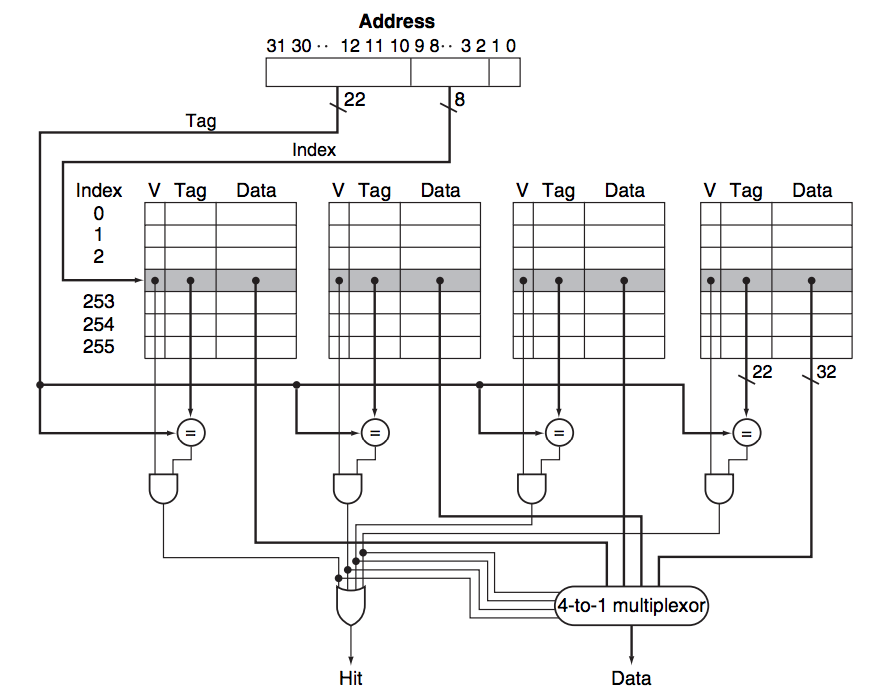 Address
31 30 ·· 12 11 10 9 8·· 3 2 1 0
22
8
Tag
Index
Index V Tag Data V Tag Data V Tag Data V Tag Data
0
1
2
253
254
255
22
32
=
=
=
=
4-to-1 multiplexor
Hit
Data